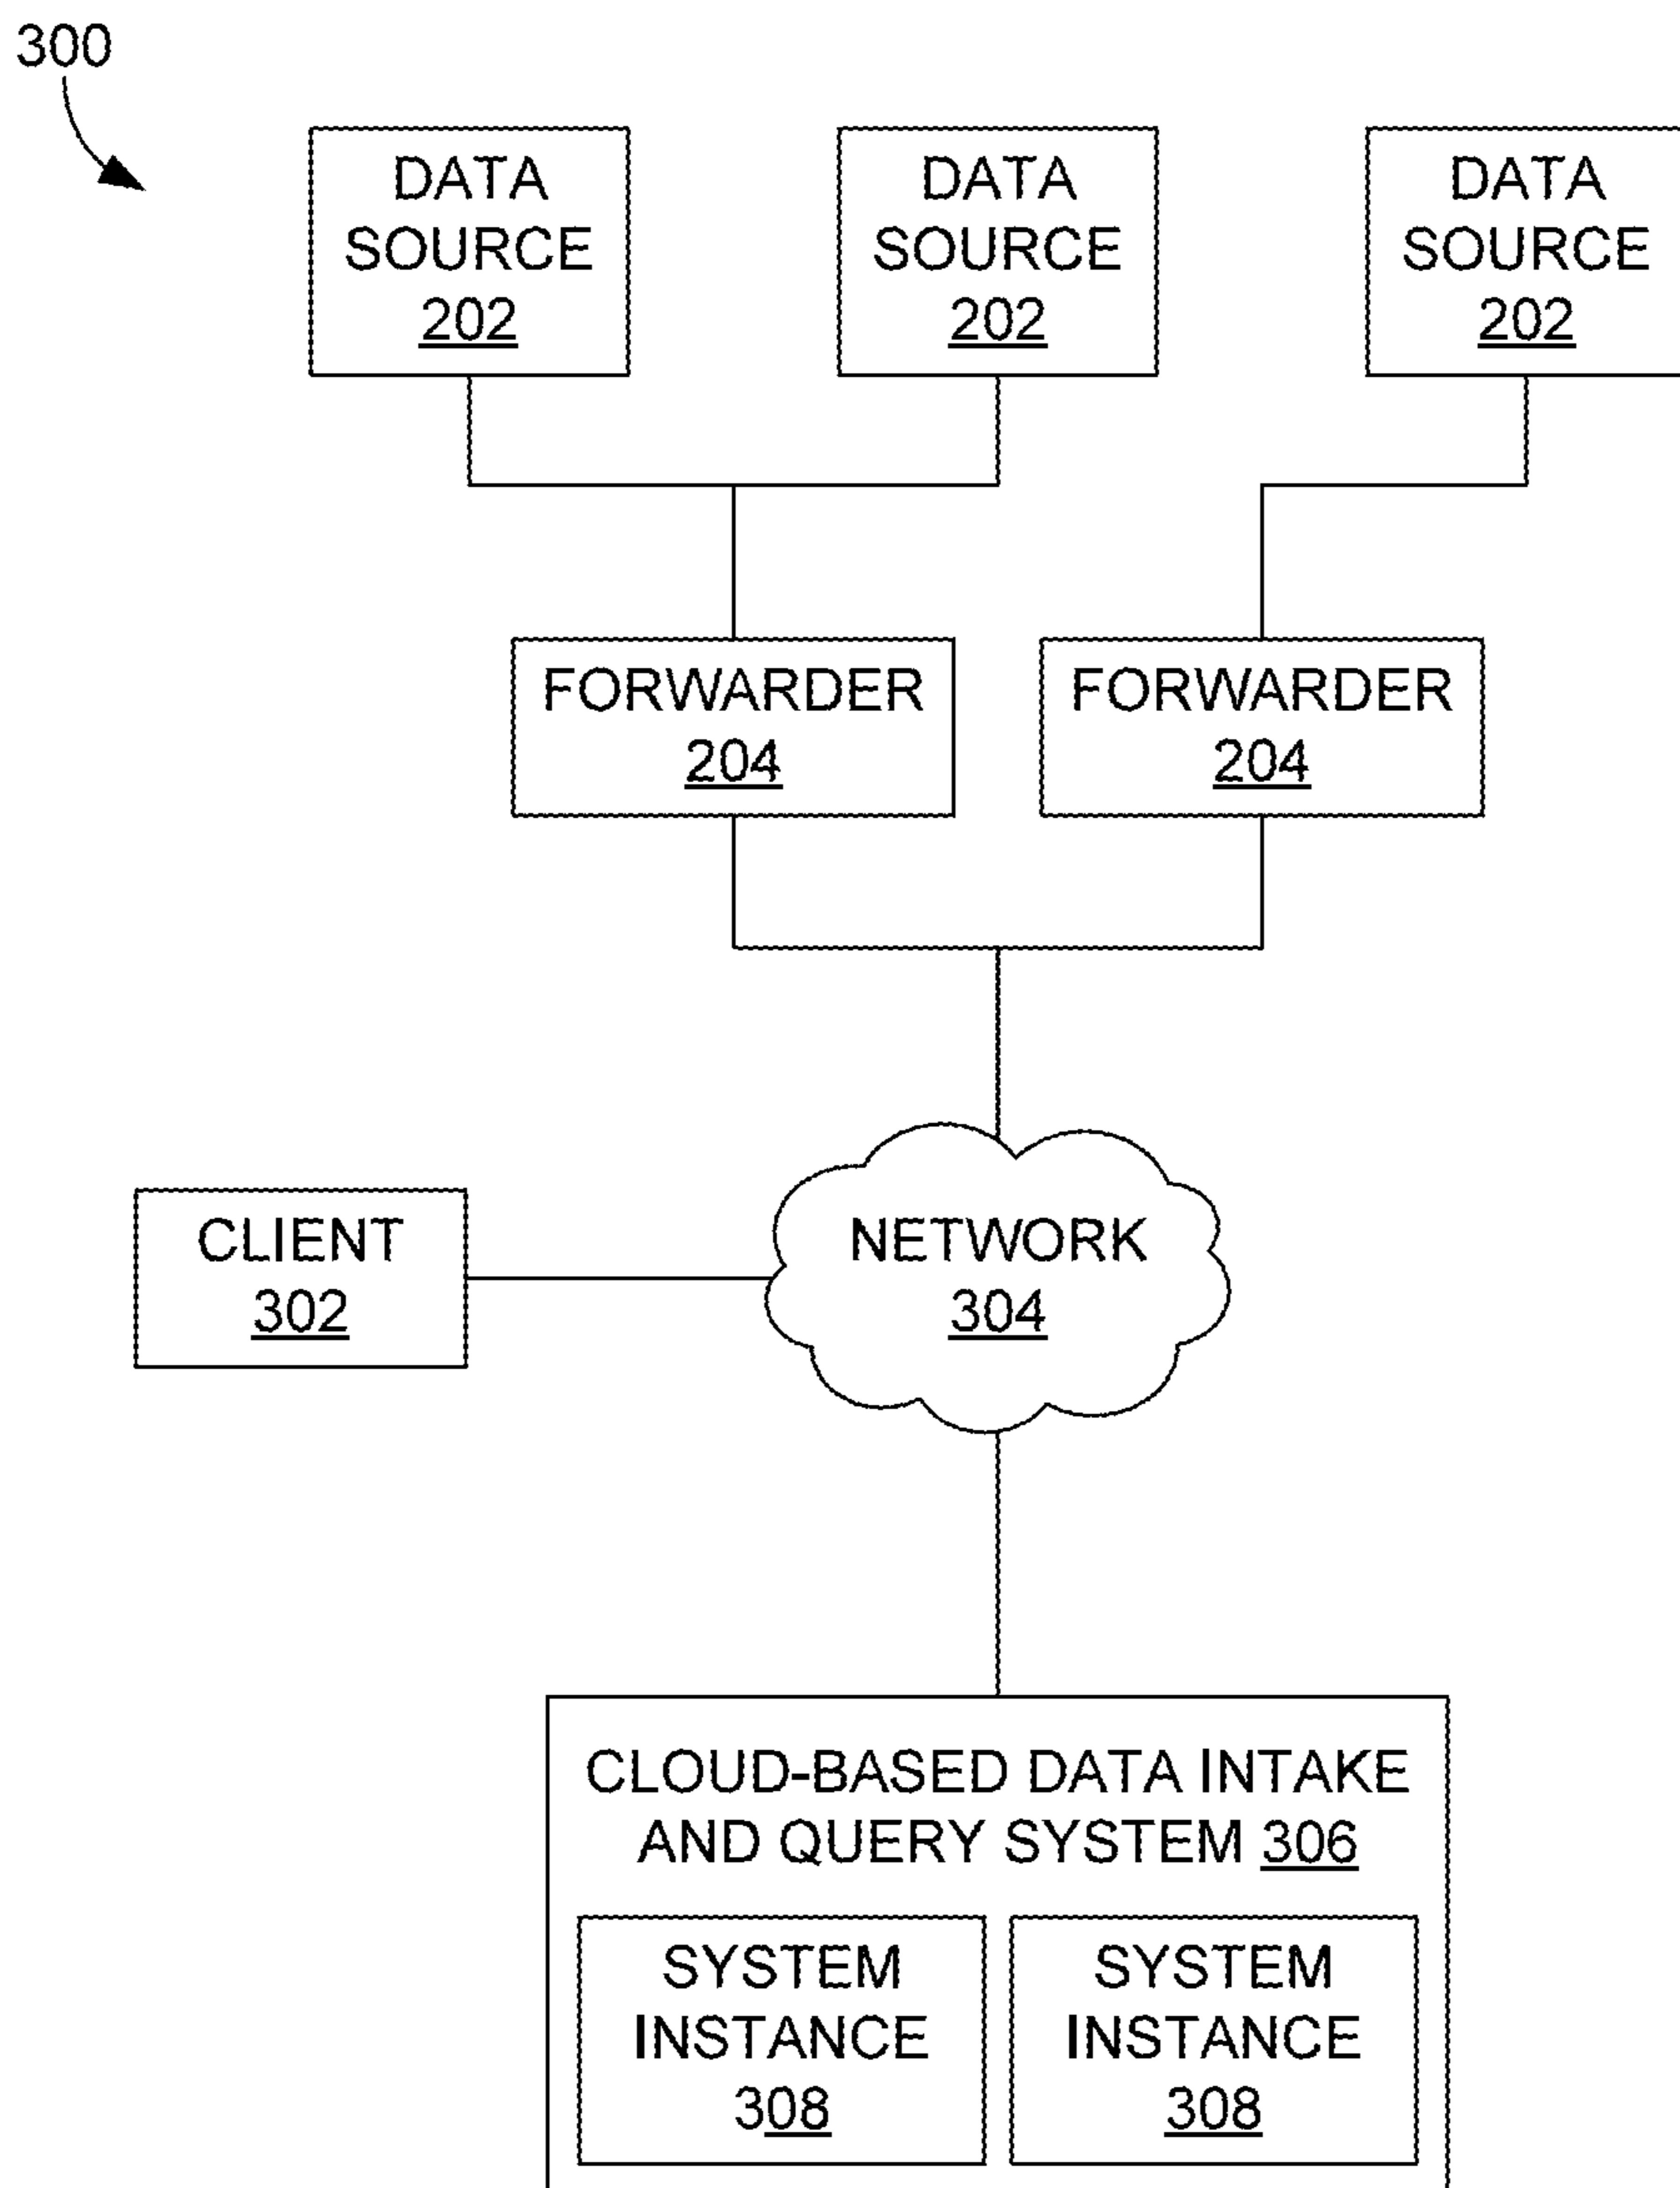 300
DATA
SOURCE
202
DATA
SOURCE
202
DATA
SOURCE
202
FORWARDER
204
FORWARDER
204
CLIENT
302
NETWORK
304
CLOUD-BASED DATA INTAKE
AND QUERY SYSTEM 306
SYSTEM
INSTANCE
308
SYSTEM
INSTANCE
308